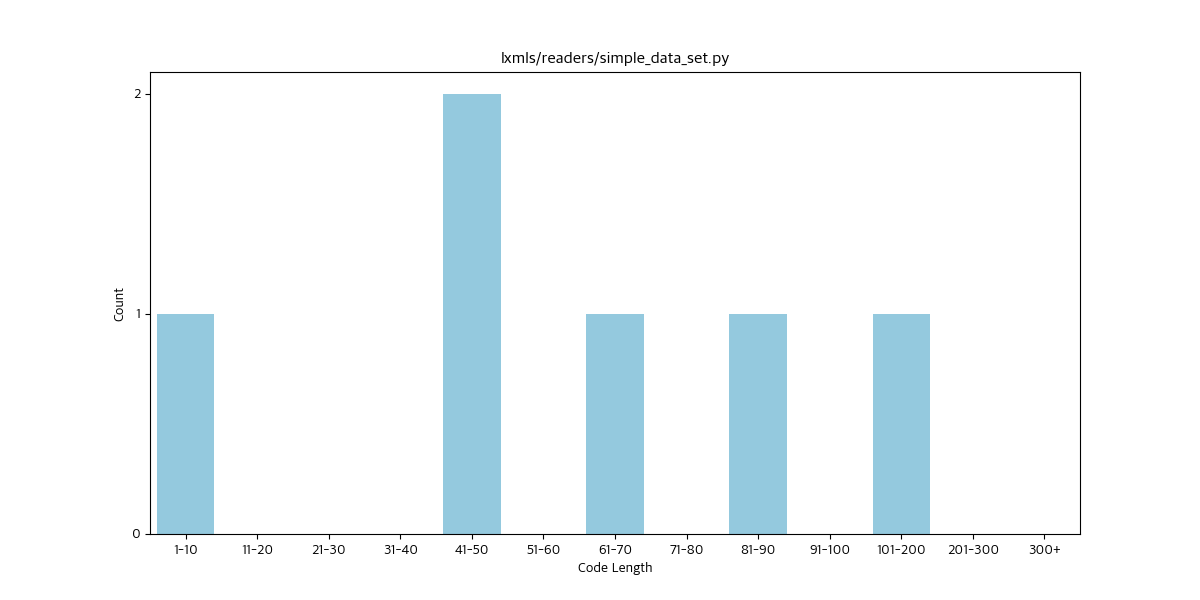 lxmls/readers/simple_data_set.py
Count
2
1
0
1-10 11-20 21-30 31-40 41-50 51-60 61-70 71-80 81-90 91-100 101-200 201-300 300+
Code Length